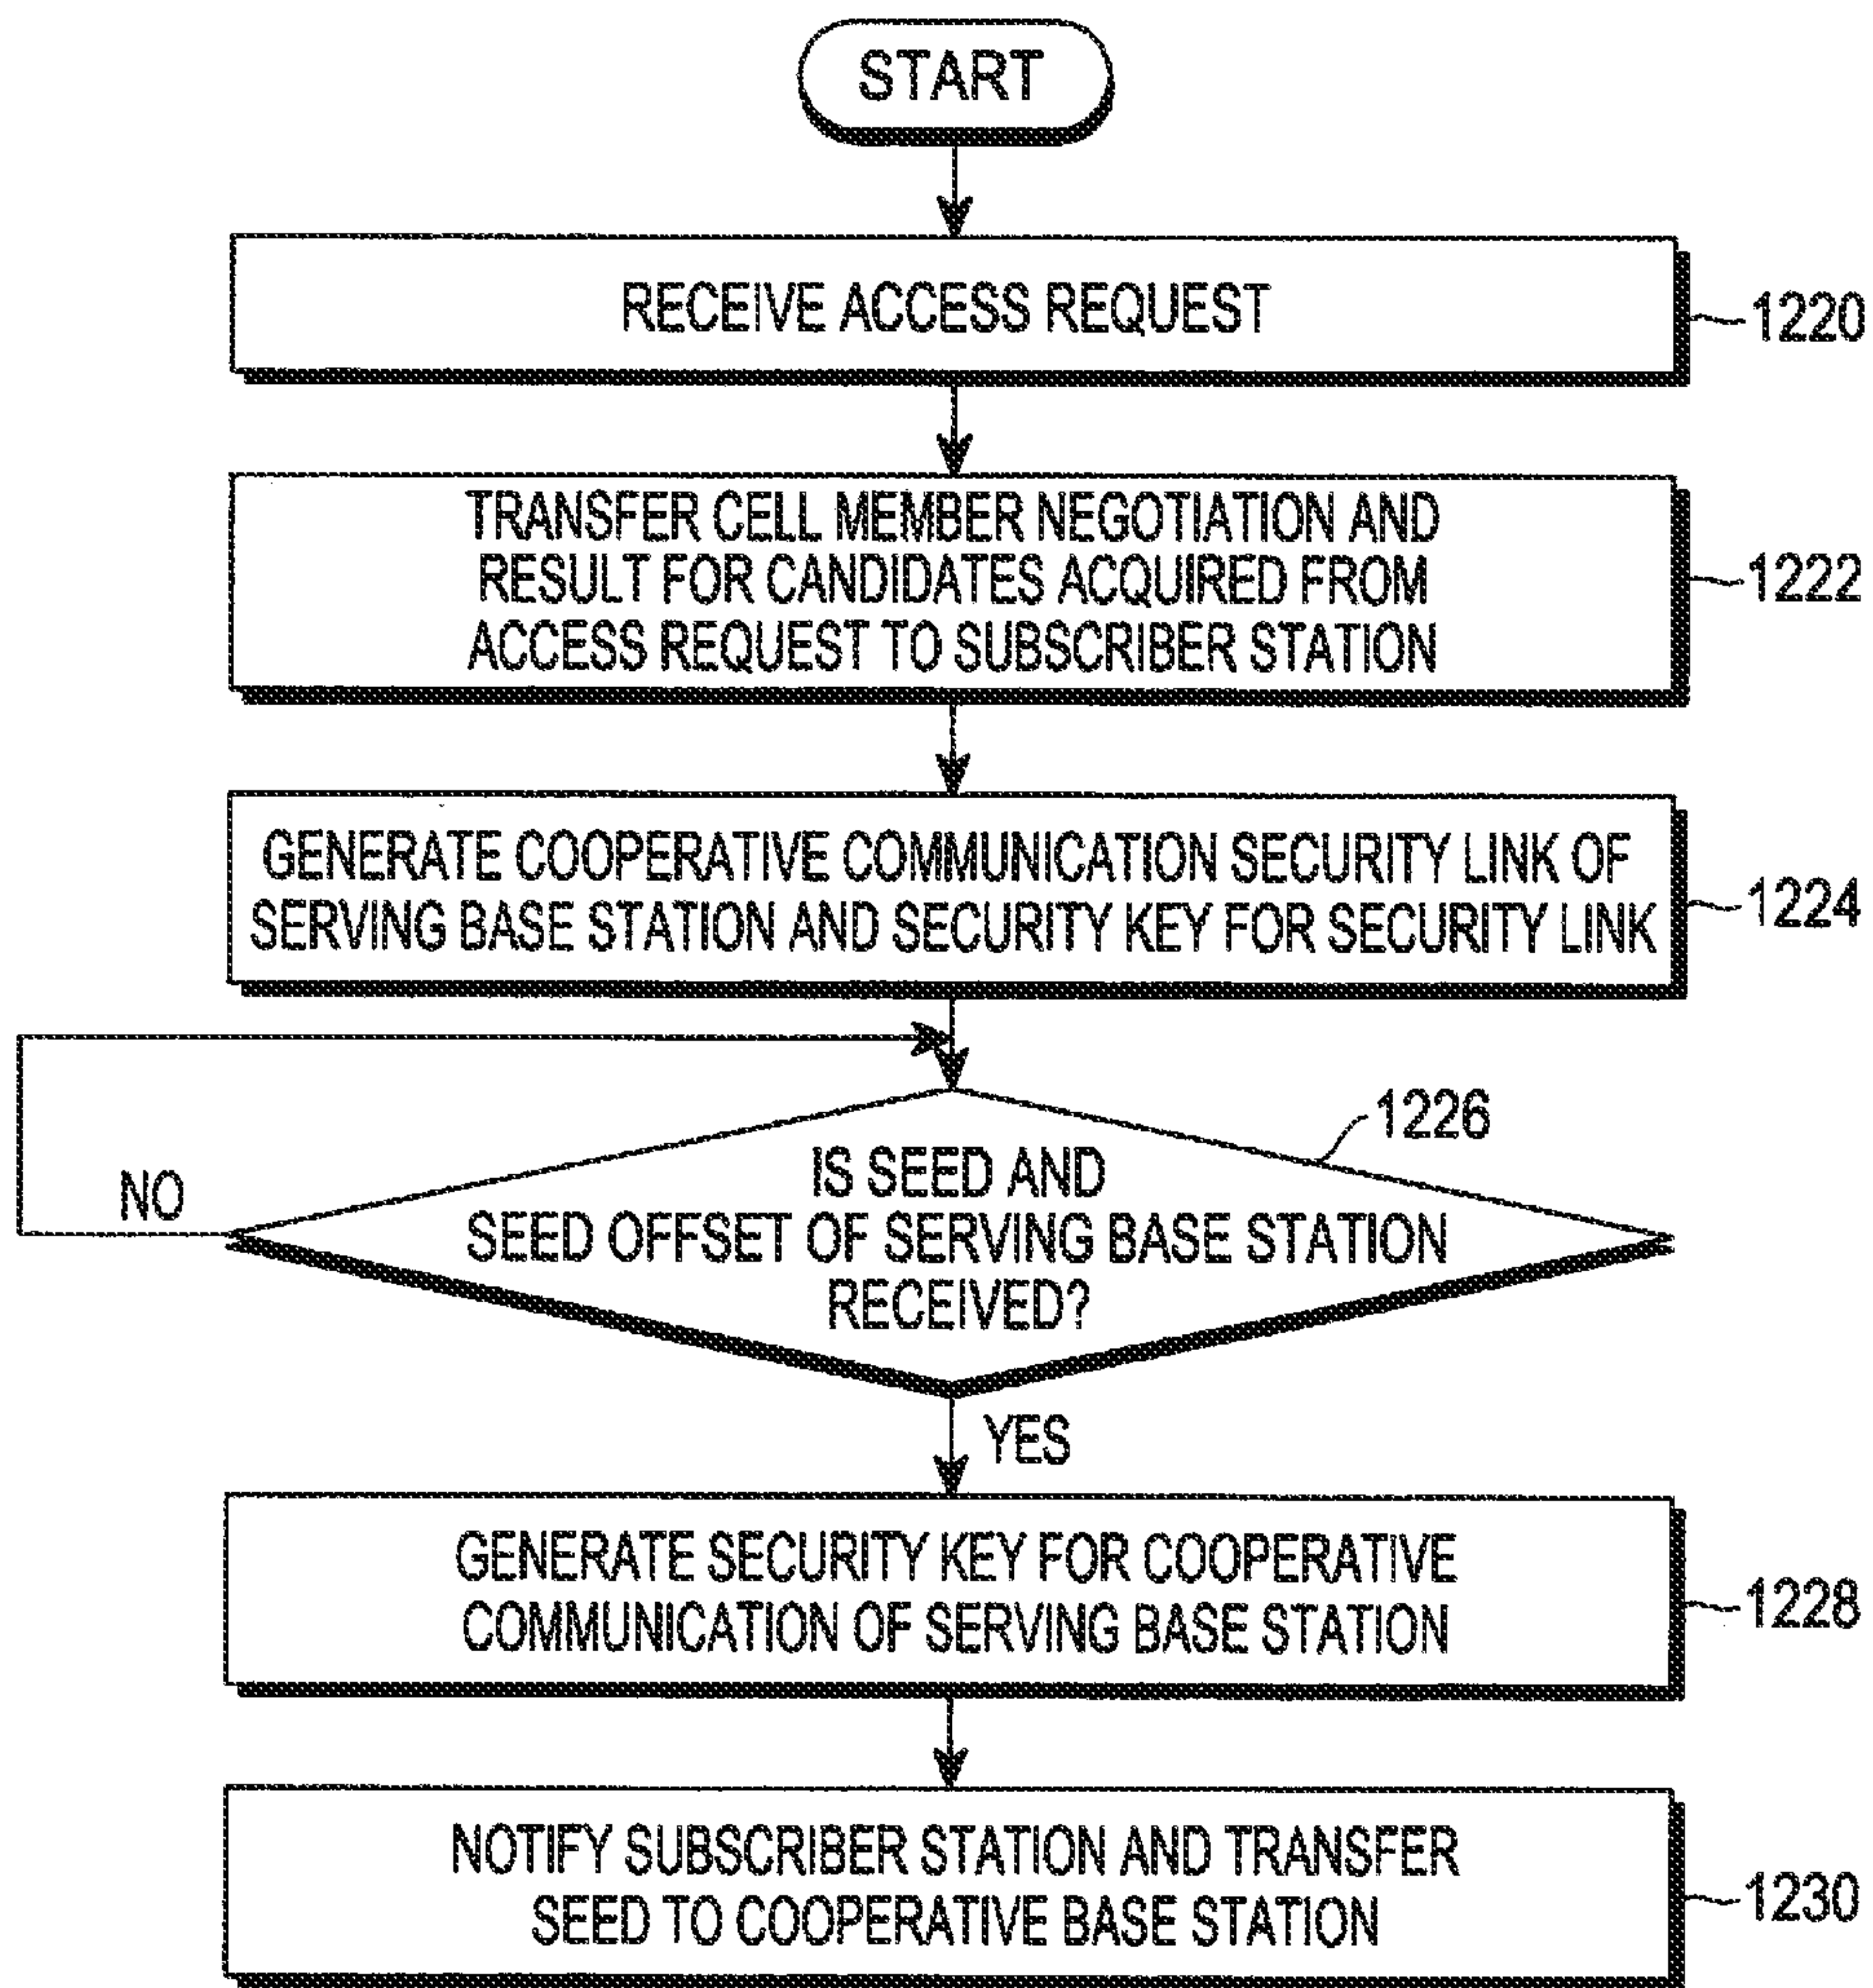 START
RECEIVE ACCESS REQUEST
1220
TRANSFER CELL MEMBER NEGOTIATION AND
RESULT FOR CANDIDATES ACQUIRED FROM
ACCESS REQUEST TO SUBSCRIBER STATION
1222
GENERATE COOPERATIVE COMMUNICATION SECURITY LINK OF
SERVING BASE STATION AND SECURITY KEY FOR SECURITY LINK
1224
1226
IS SEED AND
SEED OFFSET OF SERVING BASE STATION
RECEIVED?
NO
YES
GENERATE SECURITY KEY FOR COOPERATIVE
COMMUNICATION OF SERVING BASE STATION
1228
NOTIFY SUBSCRIBER STATION AND TRANSFER
SEED TO COOPERATIVE BASE STATION
1230